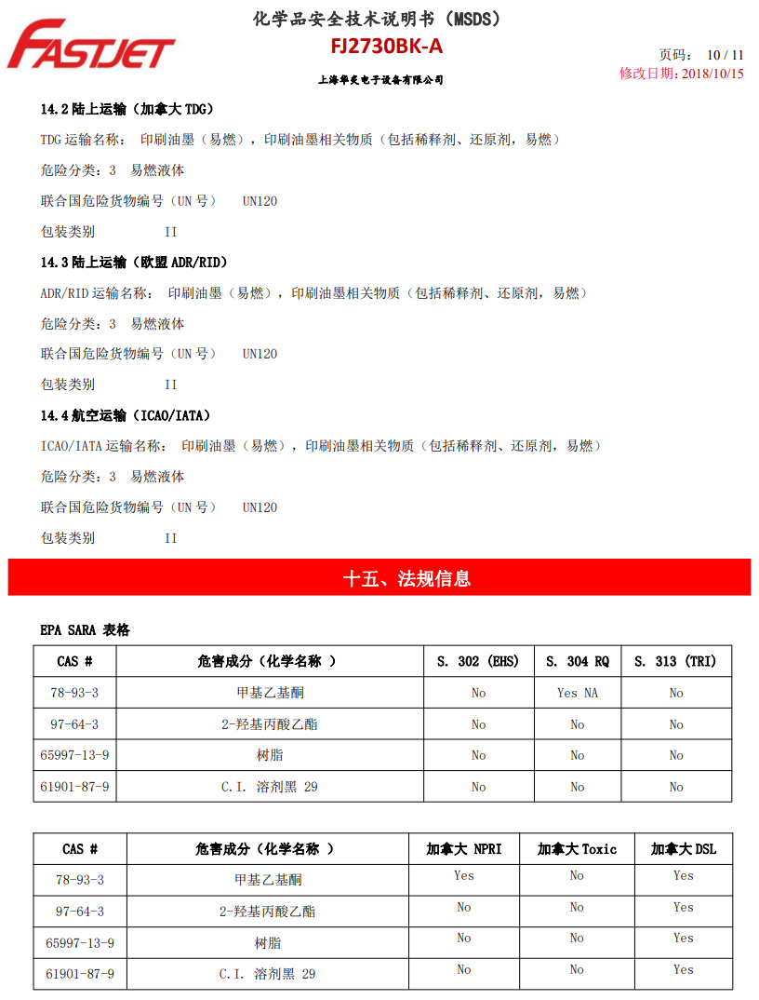 FASTJET
化学品安全技术说明书（MSDS）
FJ2730BK-A
上海华炙电子设备有限公司
页码： 10 / 11
修改日期:2018/10/15
14.2 陆上运输（加拿大 TDG）
TDG 运输名称： 印刷油墨（易燃），印刷油墨相关物质（包括稀释剂、还原剂，易燃）
危险分类：3 易燃液体
联合国危险货物编号（UN 号） UN120
包装类别 II
14.3 陆上运输（欧盟 ADR/RID）
ADR/RID 运输名称： 印刷油墨（易燃），印刷油墨相关物质（包括稀释剂、还原剂，易燃）
危险分类：3 易燃液体
联合国危险货物编号（UN 号） UN120
包装类别 II
14.4 航空运输（ICAO/IATA）
ICAO/IATA 运输名称： 印刷油墨（易燃），印刷油墨相关物质（包括稀释剂、还原剂，易燃）
危险分类：3 易燃液体
联合国危险货物编号（UN 号） UN120
包装类别 II
十五、法规信息
EPA SARA 表格
CAS # 危害成分（化学名称 ） S. 302 (EHS) S. 304 RQ S. 313 (TRI)
78-93-3 甲基乙基酮 No Yes NA No
97-64-3 2-羟基丙酸乙酯 No No No
65997-13-9 树脂 No No No
61901-87-9 C.I. 溶剂黑 29 No No No
CAS # 危害成分（化学名称 ） 加拿大 NPRI 加拿大 Toxic 加拿大 DSL
78-93-3 甲基乙基酮 Yes No Yes
97-64-3 2-羟基丙酸乙酯 No No Yes
65997-13-9 树脂 No No Yes
61901-87-9 C.I. 溶剂黑 29 No No Yes